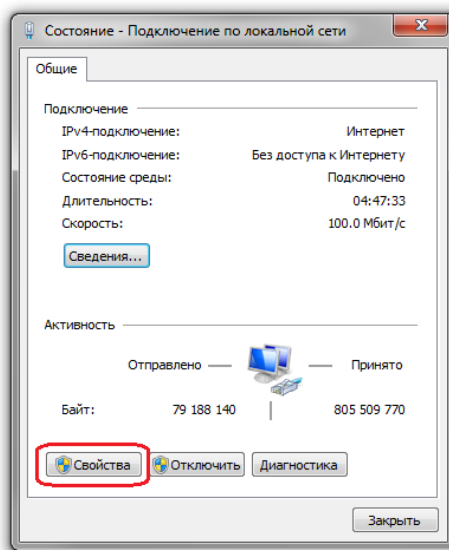 Состояние - Подключение по локальной сети
Общие
Подключение
IPv4-подключение: Интернет
IPv6-подключение: Без доступа к Интернету
Состояние среды: Подключено
Длительность: 04:47:33
Скорость: 100.0 Мбит/с
Сведения...
Активность
Отправлено — — Принято
Байт: 79 188 140 | 805 509 770
Свойства Отключить Диагностика
Закрыть